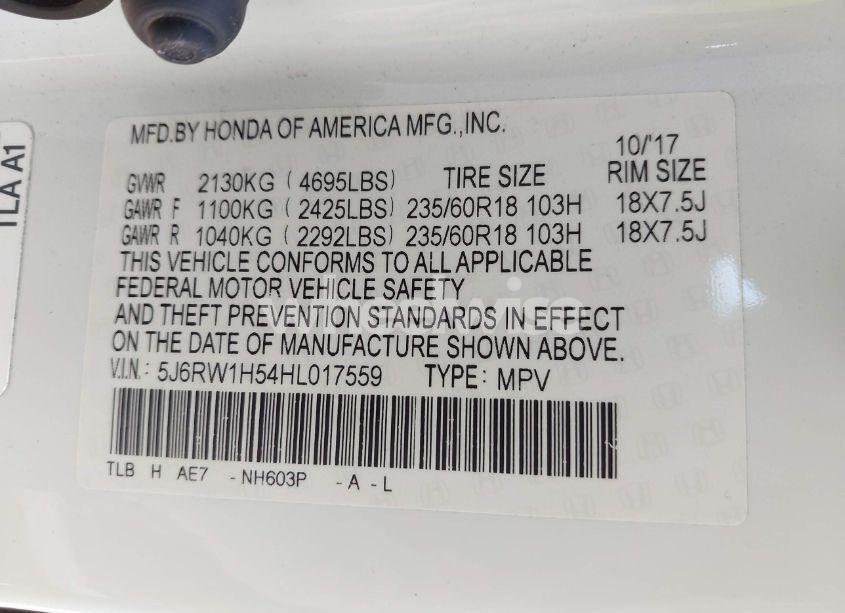 MFD.BY HONDA OF AMERICA MFG.,INC.
10/'17
GVWR 2130KG ( 4695LBS) TIRE SIZE RIM SIZE
GAWR F 1100KG ( 2425LBS) 235/60R18 103H 18X7.5J
GAWR R 1040KG ( 2292LBS) 235/60R18 103H 18X7.5J
THIS VEHICLE CONFORMS TO ALL APPLICABLE
FEDERAL MOTOR VEHICLE SAFETY
AND THEFT PREVENTION STANDARDS IN EFFECT
ON THE DATE OF MANUFACTURE SHOWN ABOVE.
V.I.N.: 5J6RW1H54HL017559 TYPE: MPV
TLB H AE7 -NH603P -A -L
TLA A1
wheelwise